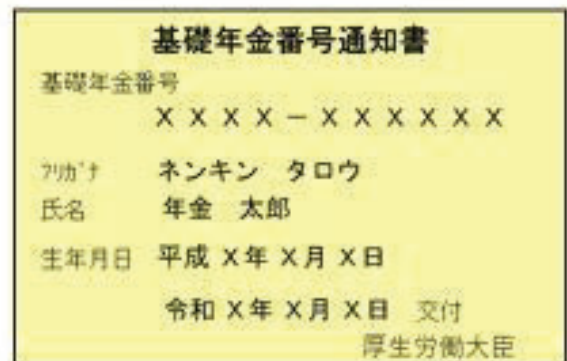 基礎年金番号通知書
基礎年金番号
XXXX-XXXXXX
フリガナ ネンキン タロウ
氏名 年金 太郎
生年月日 平成 X年 X月 X日
令和 X年 X月 X日 交付
厚生労働大臣